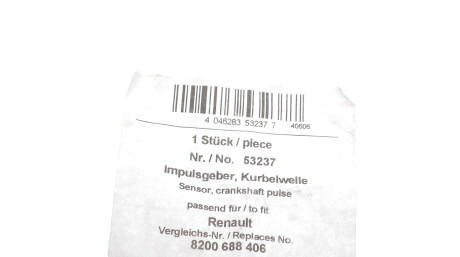 4 046283 53237 7 40606
1 Stück / piece
Nr. / No. 53237
Impulsgeber, Kurbelwelle
Sensor, crankshaft pulse
passend für / to fit
Renault
Vergleichs-Nr. / Replaces No.
8200 688 406